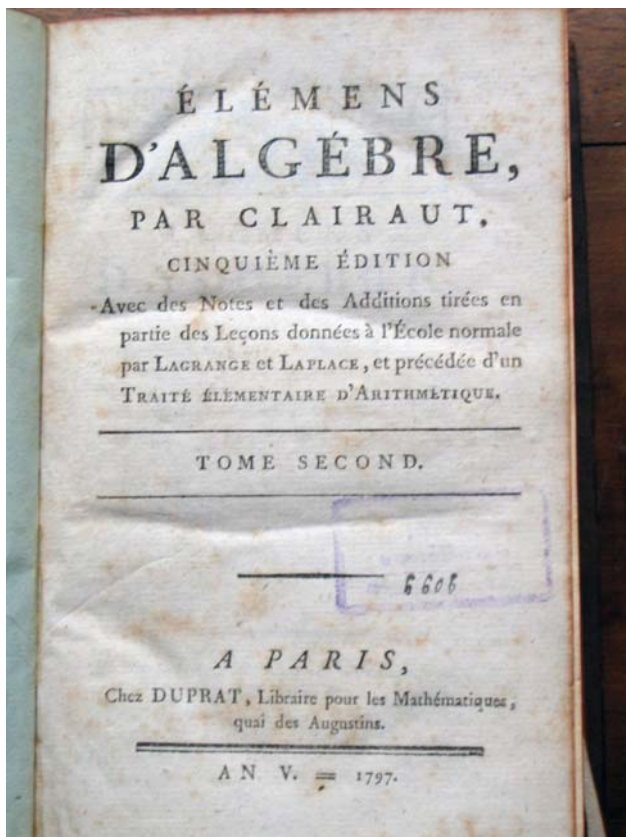 ÉLÉMENS
D'ALGÉBRE,
PAR CLAIRAUT,
CINQUIÈME ÉDITION
Avec des Notes et des Additions tirées en
partie des Leçons données à l'École normale
par LAGRANGE et LAPLACE, et précédée d'un
TRAITÉ ÉLÉMENTAIRE D'ARITHMÉTIQUE.
TOME SECOND.
6608
A PARIS,
Chez DUPRAT, Libraire pour les Mathématiques,
quai des Augustins.
AN V. = 1797.